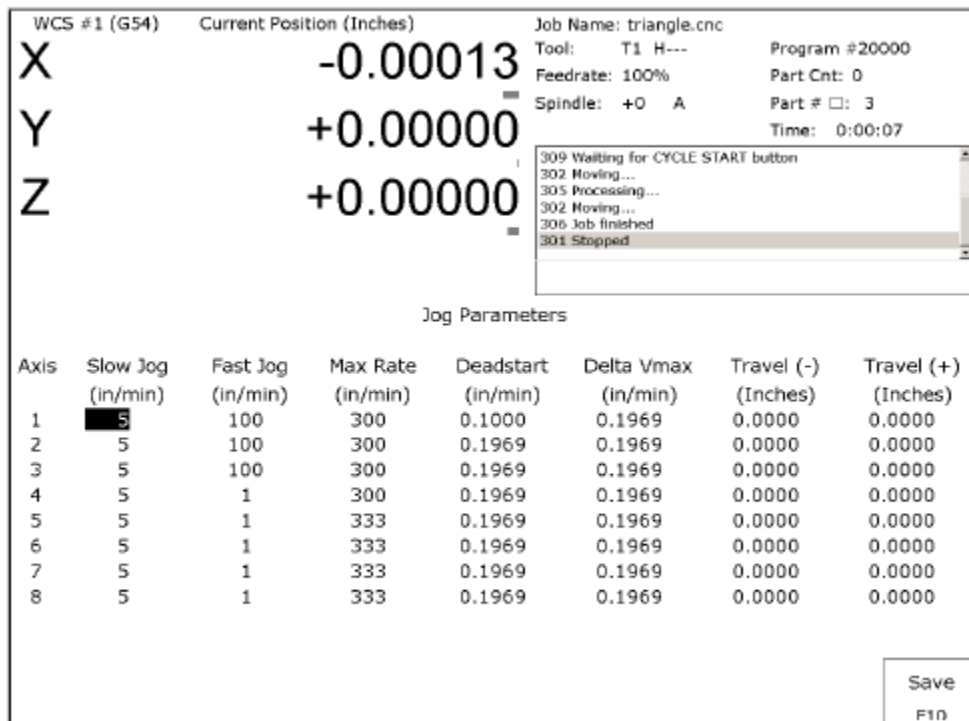 WCS #1 (G54) Current Position (Inches)
X -0.00013
Y +0.00000
Z +0.00000
Job Name: triangle.cnc
Tool: T1 H---
Feedrate: 100%
Spindle: +0 A
Program #20000
Part Cnt: 0
Part # □: 3
Time: 0:00:07
309 Waiting for CYCLE START button
302 Moving...
305 Processing...
302 Moving...
306 Job finished
301 Stopped
Jog Parameters
Axis Slow Jog Fast Jog Max Rate Deadstart Delta Vmax Travel (-) Travel (+)
(in/min) (in/min) (in/min) (in/min) (in/min) (Inches) (Inches)
1 5 100 300 0.1000 0.1969 0.0000 0.0000
2 5 100 300 0.1969 0.1969 0.0000 0.0000
3 5 100 300 0.1969 0.1969 0.0000 0.0000
4 5 1 300 0.1969 0.1969 0.0000 0.0000
5 5 1 333 0.1969 0.1969 0.0000 0.0000
6 5 1 333 0.1969 0.1969 0.0000 0.0000
7 5 1 333 0.1969 0.1969 0.0000 0.0000
8 5 1 333 0.1969 0.1969 0.0000 0.0000
Save
F10